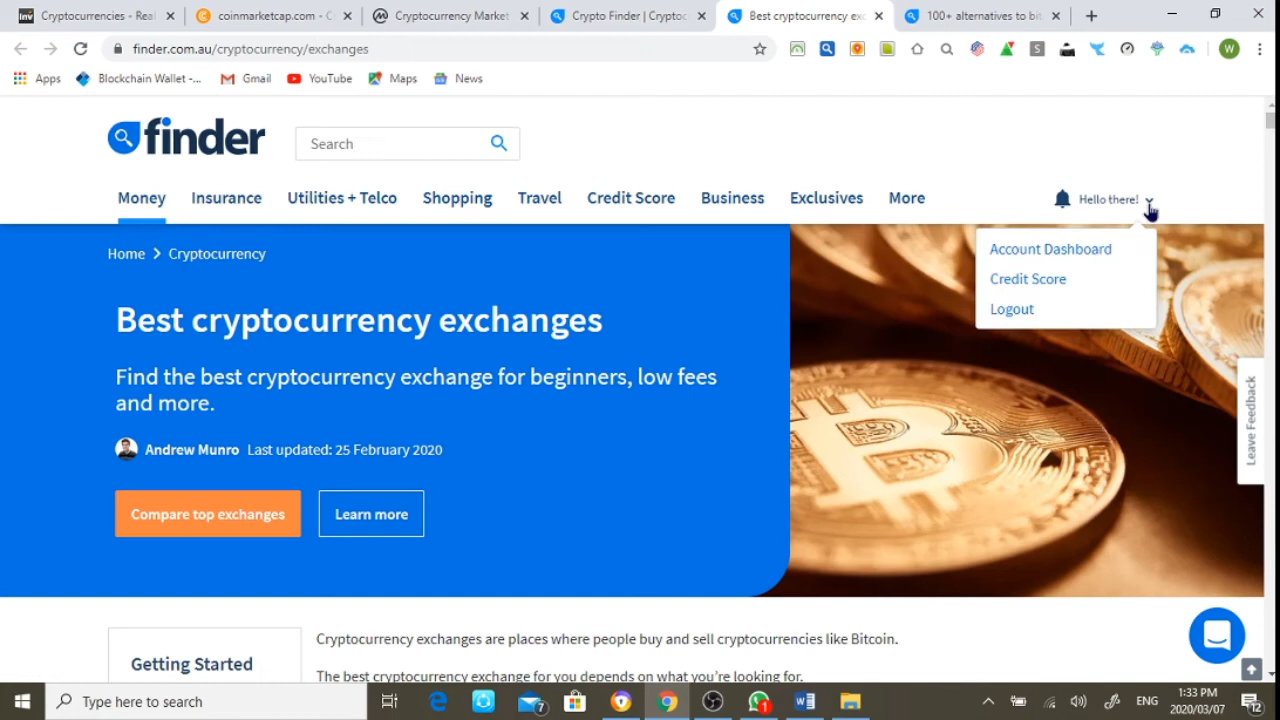 Cryptocurrencies - Real
coinmarketcap.com - C
Cryptocurrency Market
Crypto Finder | Cryptoc
Best cryptocurrency exc
100+ alternatives to bit
finder.com.au/cryptocurrency/exchanges
W
Apps
Blockchain Wallet -...
Gmail
YouTube
Maps
News
finder
Search
Money
Insurance
Utilities + Telco
Shopping
Travel
Credit Score
Business
Exclusives
More
Hello there!
Account Dashboard
Credit Score
Logout
Home > Cryptocurrency
Best cryptocurrency exchanges
Find the best cryptocurrency exchange for beginners, low fees
and more.
Andrew Munro Last updated: 25 February 2020
Compare top exchanges
Learn more
Leave Feedback
Getting Started
Cryptocurrency exchanges are places where people buy and sell cryptocurrencies like Bitcoin.
The best cryptocurrency exchange for you depends on what you're looking for.
Type here to search
7
1
ENG
1:33 PM
2020/03/07
12